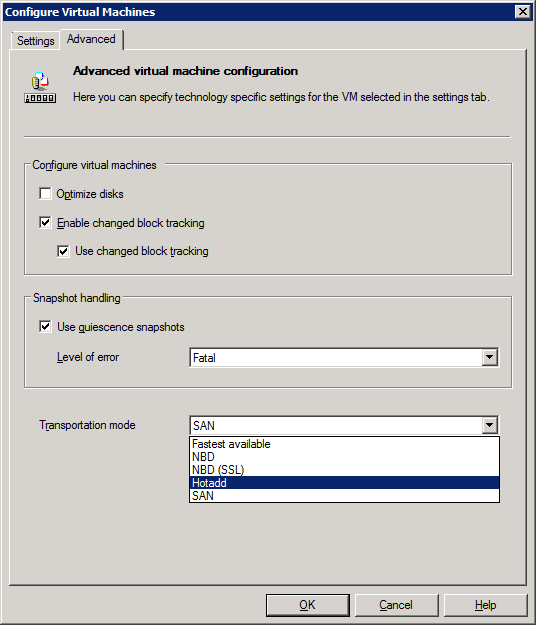 Configure Virtual Machines
Settings
Advanced
Advanced virtual machine configuration
Here you can specify technology specific settings for the VM selected in the settings tab.
Configure virtual machines
Optimize disks
Enable changed block tracking
Use changed block tracking
Snapshot handling
Use quiescence snapshots
Level of error
Fatal
Transportation mode
SAN
Fastest available
NBD
NBD (SSL)
Hotadd
SAN
OK
Cancel
Help